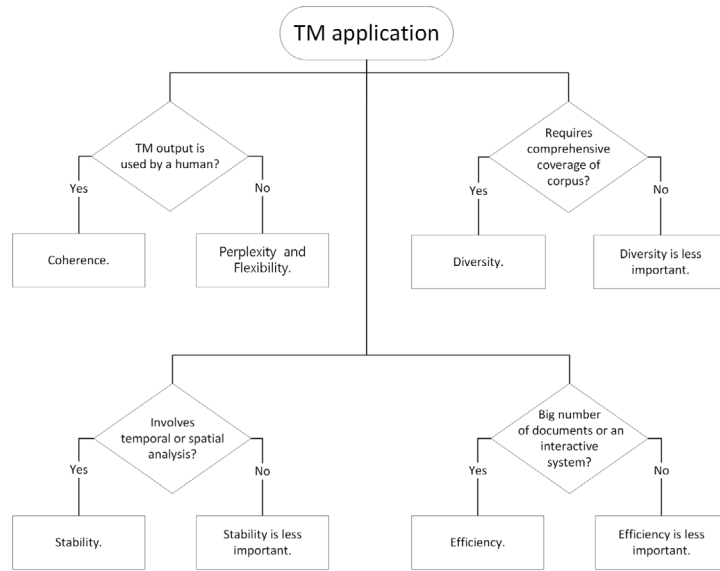 TM application
TM output is
used by a human?
Requires
comprehensive
coverage of
corpus?
Yes
No
Yes
No
Coherence.
Perplexity and
Flexibility.
Diversity.
Diversity is less
important.
Involves
temporal or spatial
analysis?
Big number
of documents or an
interactive
system?
Yes
No
Yes
No
Stability.
Stability is less
important.
Efficiency.
Efficiency is less
important.